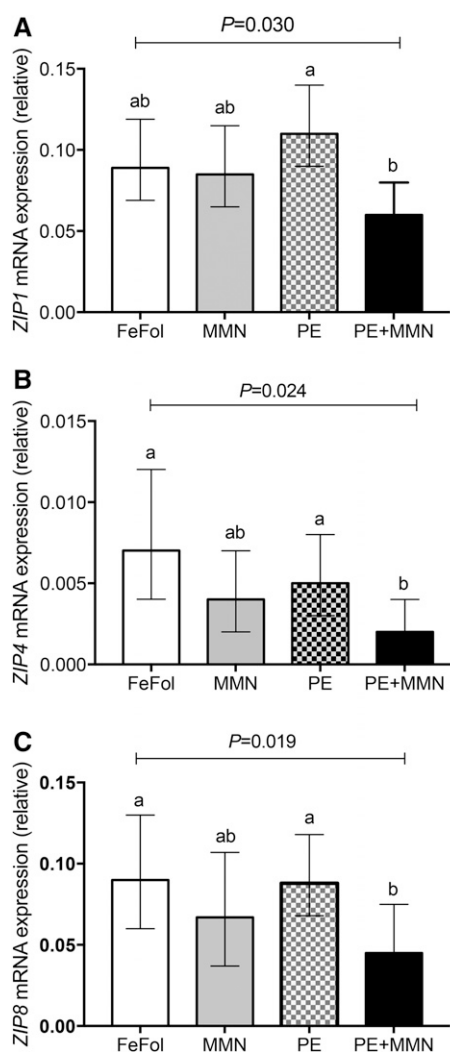 A
P=0.030
ZIP1 mRNA expression (relative)
0.15
0.10
0.05
0.00
ab
ab
a
b
FeFol MMN PE PE+MMN
B
P=0.024
ZIP4 mRNA expression (relative)
0.015
0.010
0.005
0.000
a
ab
a
b
FeFol MMN PE PE+MMN
C
P=0.019
ZIP8 mRNA expression (relative)
0.15
0.10
0.05
0.00
a
ab
a
b
FeFol MMN PE PE+MMN